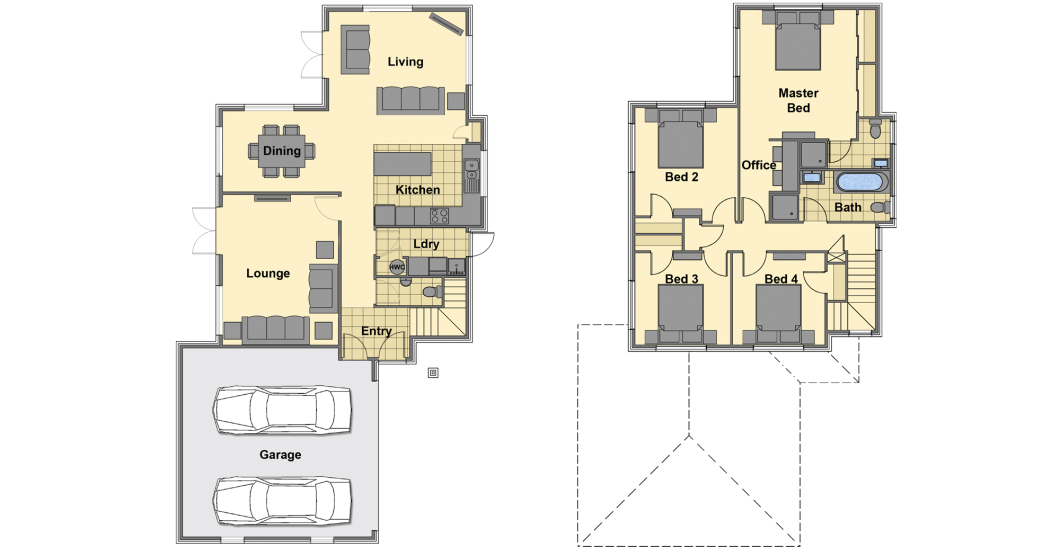 Living
Dining
Kitchen
Ldry
HWC
Lounge
Entry
Garage
Master
Bed
Office
Bed 2
Bath
Bed 3
Bed 4